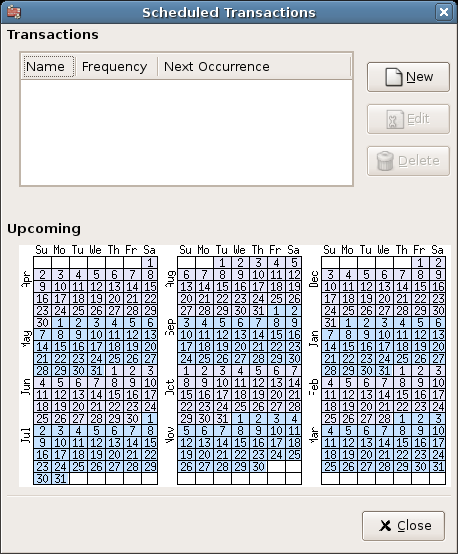 Scheduled Transactions
Transactions
Name Frequency Next Occurrence
New
Edit
Delete
Upcoming
Su Mo Tu We Th Fr Sa
Apr
1
2 3 4 5 6 7 8
9 10 11 12 13 14 15
16 17 18 19 20 21 22
23 24 25 26 27 28 29
May
30 1 2 3 4 5 6
7 8 9 10 11 12 13
14 15 16 17 18 19 20
21 22 23 24 25 26 27
28 29 30 31 1 2 3
Jun
4 5 6 7 8 9 10
11 12 13 14 15 16 17
18 19 20 21 22 23 24
25 26 27 28 29 30 1
Jul
2 3 4 5 6 7 8
9 10 11 12 13 14 15
16 17 18 19 20 21 22
23 24 25 26 27 28 29
30 31
Su Mo Tu We Th Fr Sa
Aug
1 2 3 4 5
6 7 8 9 10 11 12
13 14 15 16 17 18 19
20 21 22 23 24 25 26
27 28 29 30 31 1 2
Sep
3 4 5 6 7 8 9
10 11 12 13 14 15 16
17 18 19 20 21 22 23
24 25 26 27 28 29 30
Oct
1 2 3 4 5 6 7
8 9 10 11 12 13 14
15 16 17 18 19 20 21
22 23 24 25 26 27 28
29 30 31 1 2 3 4
Nov
5 6 7 8 9 10 11
12 13 14 15 16 17 18
19 20 21 22 23 24 25
26 27 28 29 30
Su Mo Tu We Th Fr Sa
Dec
1 2
3 4 5 6 7 8 9
10 11 12 13 14 15 16
17 18 19 20 21 22 23
24 25 26 27 28 29 30
Jan
31 1 2 3 4 5 6
7 8 9 10 11 12 13
14 15 16 17 18 19 20
21 22 23 24 25 26 27
28 29 30 31 1 2 3
Feb
4 5 6 7 8 9 10
11 12 13 14 15 16 17
18 19 20 21 22 23 24
25 26 27 28 1 2 3
Mar
4 5 6 7 8 9 10
11 12 13 14 15 16 17
18 19 20 21 22 23 24
25 26 27 28 29 30 31
Close